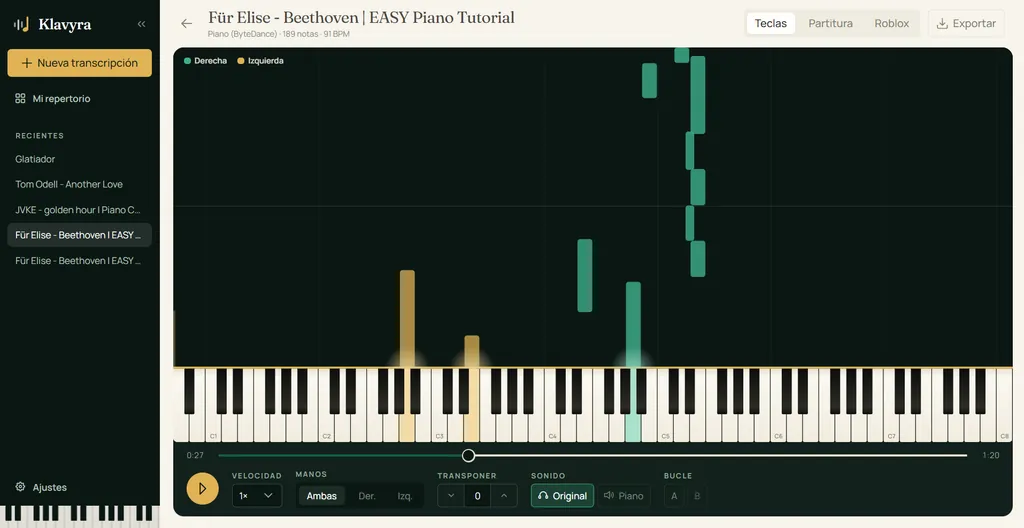 Klavyra
Nueva transcripción
Mi repertorio
RECIENTES
Glatiador
Tom Odell - Another Love
JVKE - golden hour | Piano C...
Für Elise - Beethoven | EASY ...
Für Elise - Beethoven | EASY ...
Ajustes
Für Elise - Beethoven | EASY Piano Tutorial
Piano (ByteDance) · 189 notas · 91 BPM
Teclas Partitura Roblox Exportar
Derecha Izquierda
C1 C2 C3 C4 C5 C6 C7 C8
0:27 1:20
VELOCIDAD MANOS TRANSPONER SONIDO BUCLE
1× Ambas Der. Izq. 0 Original Piano A B